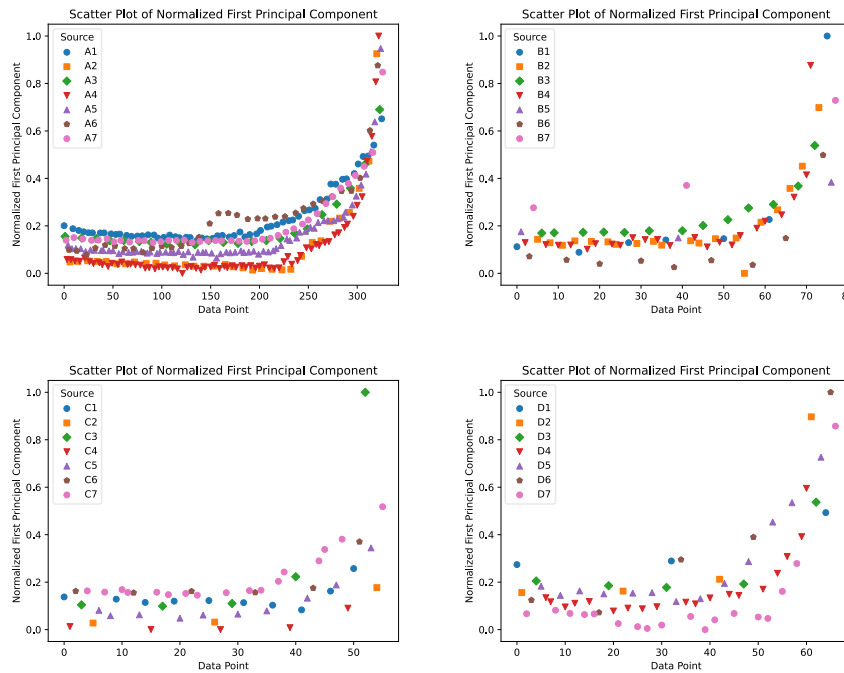 Scatter Plot of Normalized First Principal Component
Normalized First Principal Component
1.0
0.8
0.6
0.4
0.2
0.0
Source
A1
A2
A3
A4
A5
A6
A7
0 50 100 150 200 250 300
Data Point
Scatter Plot of Normalized First Principal Component
Normalized First Principal Component
1.0
0.8
0.6
0.4
0.2
0.0
Source
B1
B2
B3
B4
B5
B6
B7
0 10 20 30 40 50 60 70 80
Data Point
Scatter Plot of Normalized First Principal Component
Normalized First Principal Component
1.0
0.8
0.6
0.4
0.2
0.0
Source
C1
C2
C3
C4
C5
C6
C7
0 10 20 30 40 50
Data Point
Scatter Plot of Normalized First Principal Component
Normalized First Principal Component
1.0
0.8
0.6
0.4
0.2
0.0
Source
D1
D2
D3
D4
D5
D6
D7
0 10 20 30 40 50 60
Data Point